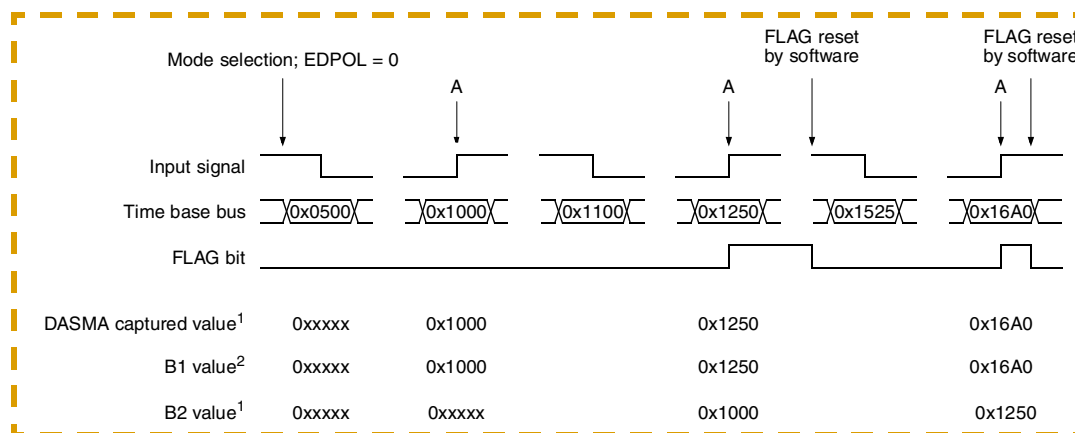 FLAG reset
by software
FLAG reset
by software
Mode selection; EDPOL = 0
A
A
A
Input signal
Time base bus 0x0500 0x1000 0x1100 0x1250 0x1525 0x16A0
FLAG bit
DASMA captured value1 0xxxxx 0x1000 0x1250 0x16A0
B1 value2 0xxxxx 0x1000 0x1250 0x16A0
B2 value1 0xxxxx 0xxxxx 0x1000 0x1250